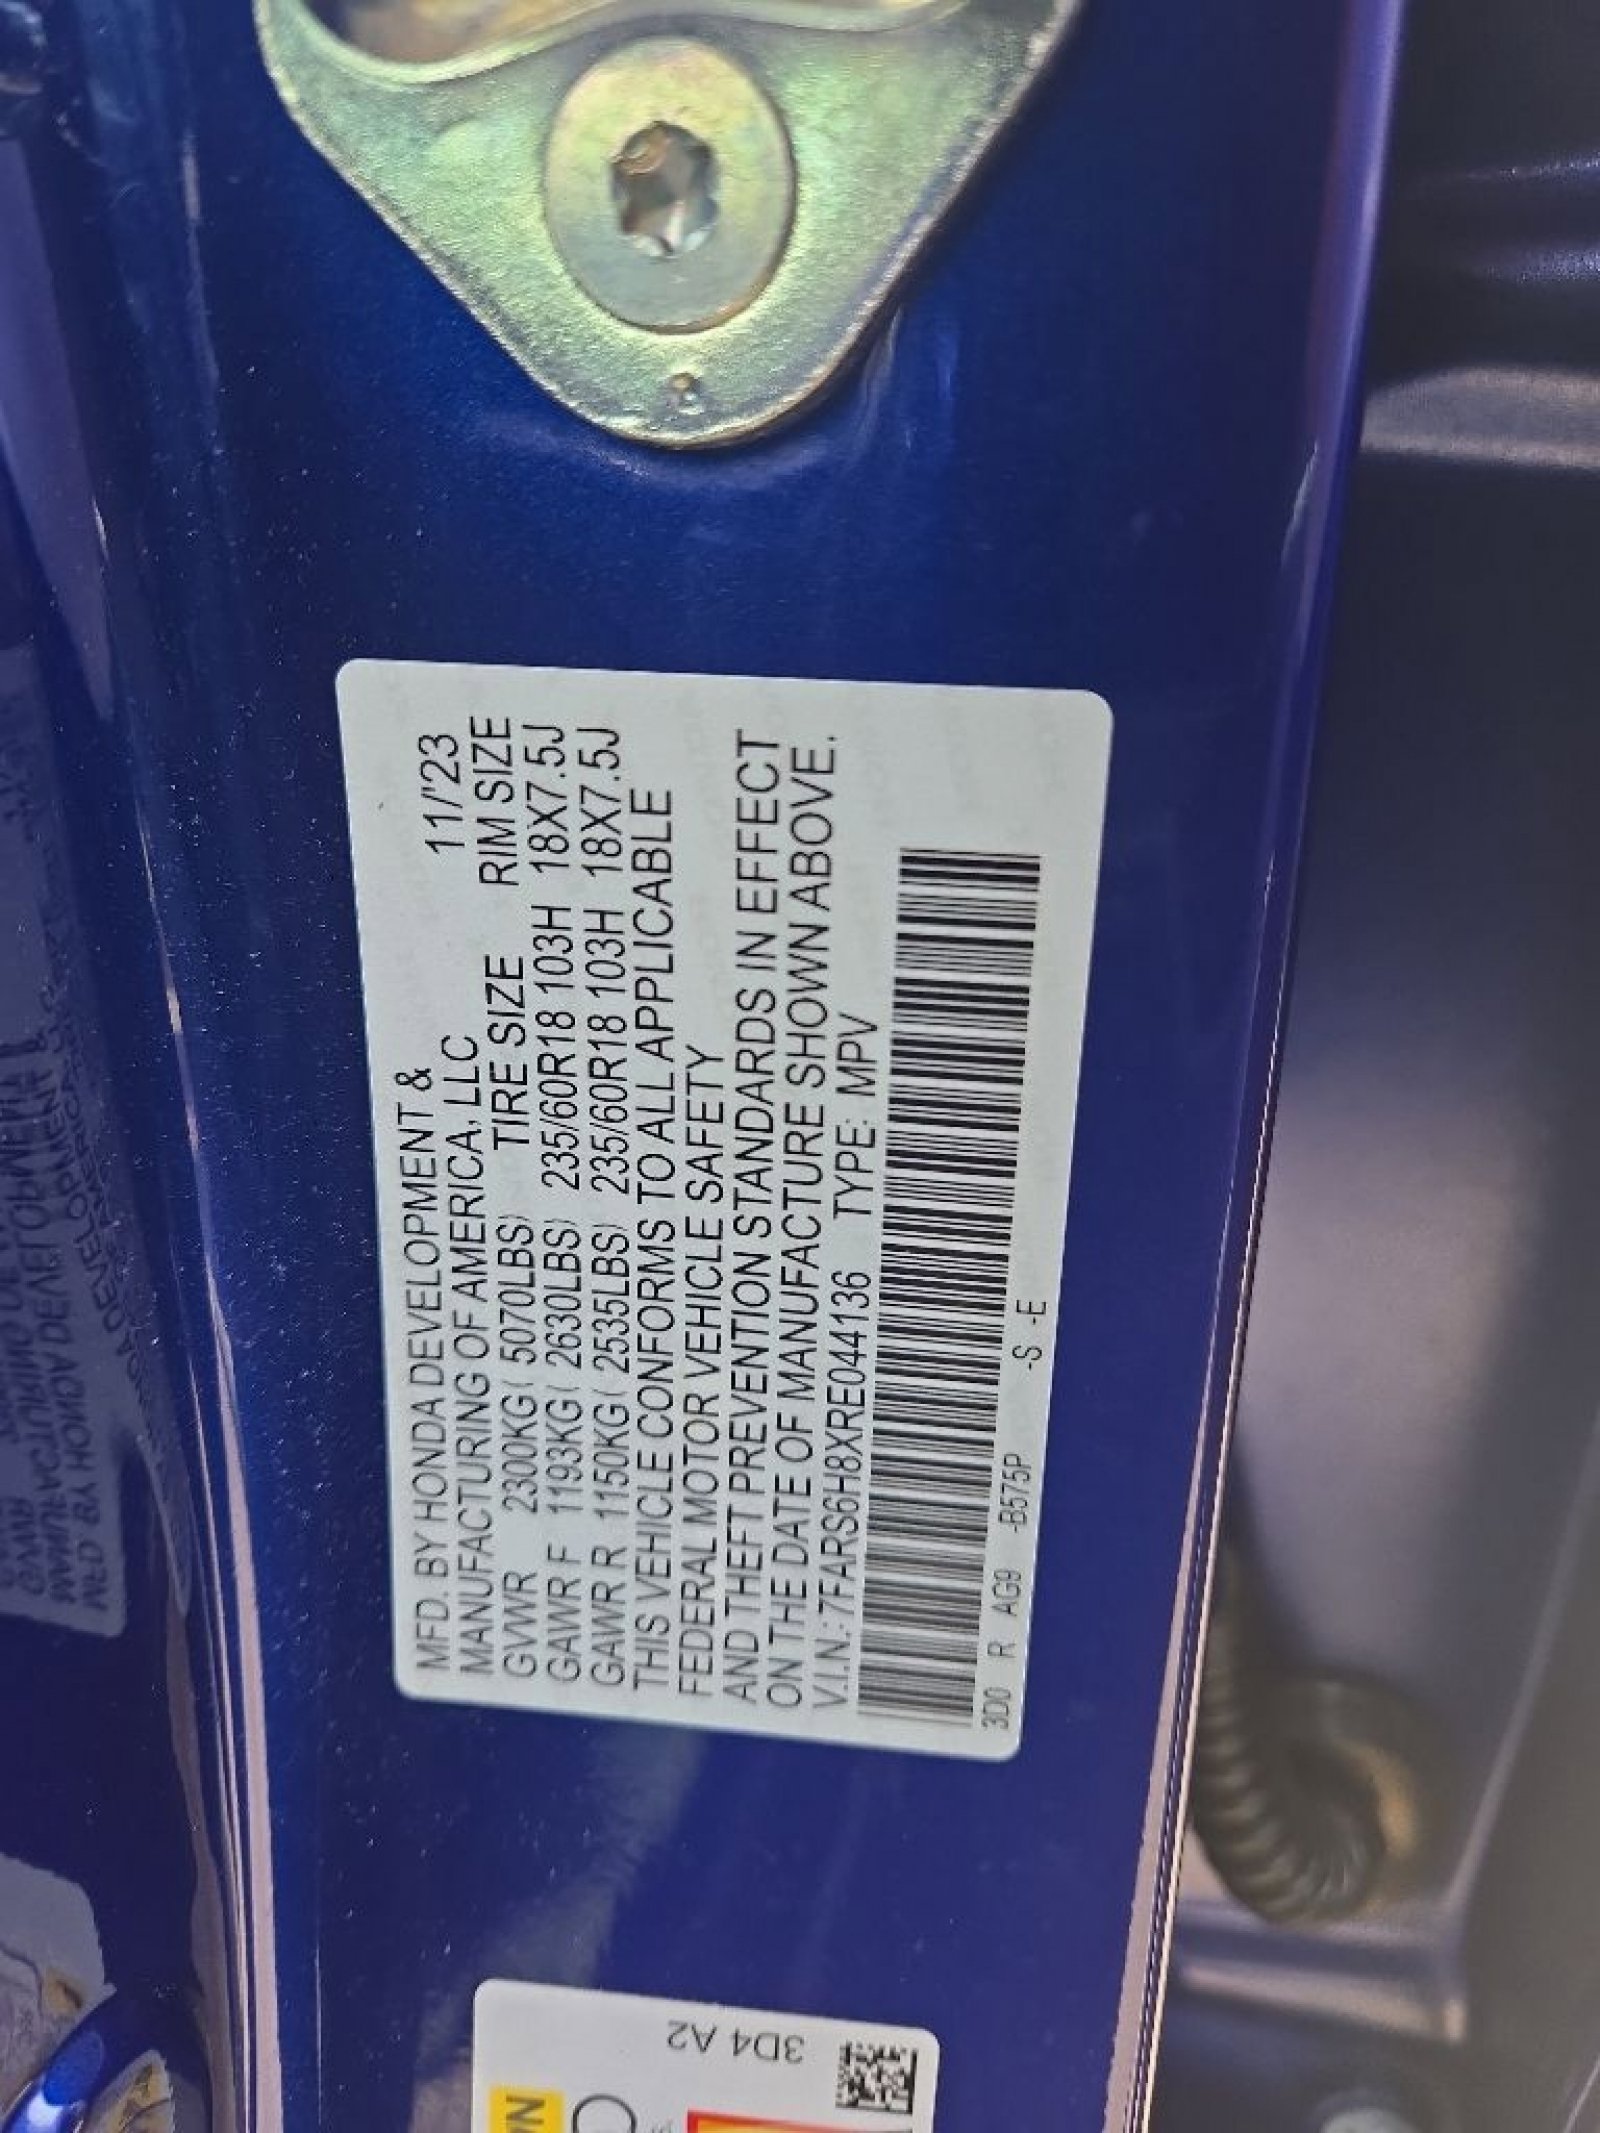 MFD. BY HONDA DEVELOPMENT & 11/'23
MANUFACTURING OF AMERICA, LLC
TIRE SIZE RIM SIZE
GVWR 2300KG( 5070LBS)
GAWR F 1193KG( 2630LBS) 235/60R18 103H 18X7.5J
GAWR R 1150KG( 2535LBS) 235/60R18 103H 18X7.5J
THIS VEHICLE CONFORMS TO ALL APPLICABLE
FEDERAL MOTOR VEHICLE SAFETY
AND THEFT PREVENTION STANDARDS IN EFFECT
ON THE DATE OF MANUFACTURE SHOWN ABOVE.
V.I.N.:7FARS6H8XRE044136 TYPE: MPV
3D0 R AG9 -B575P -S -E
3D4 A2